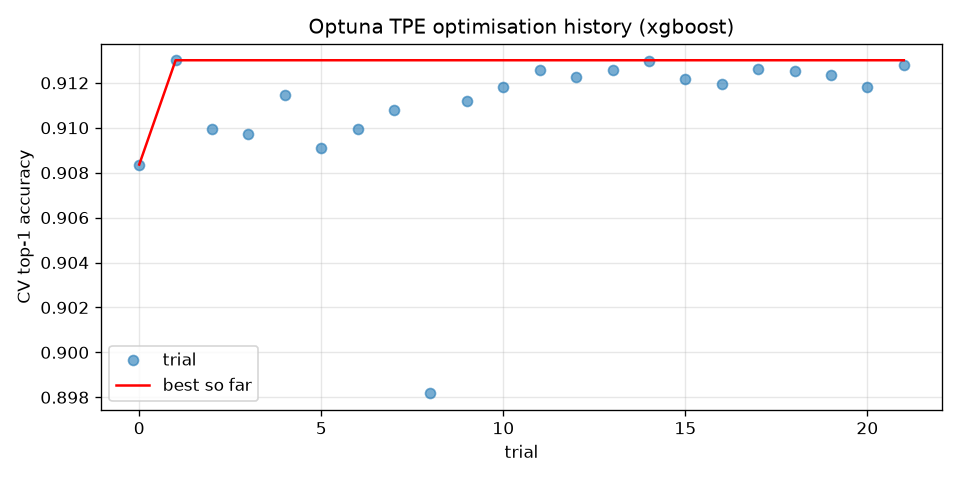 Optuna TPE optimisation history (xgboost)
CV top-1 accuracy
0.912
0.910
0.908
0.906
0.904
0.902
0.900
0.898
trial
best so far
0
5
10
15
20
trial